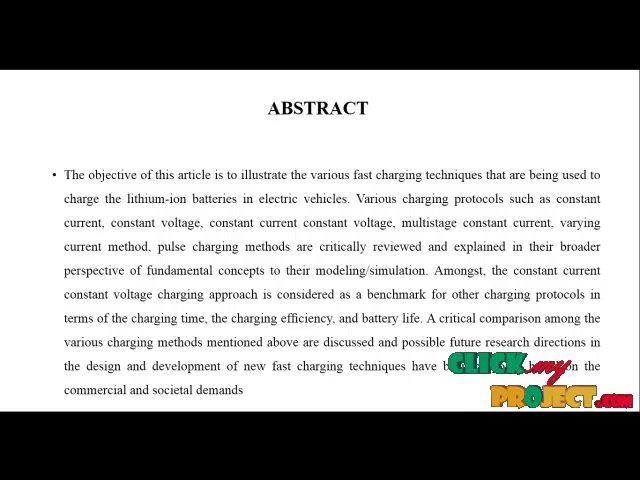 ABSTRACT
• The objective of this article is to illustrate the various fast charging techniques that are being used to
charge the lithium-ion batteries in electric vehicles. Various charging protocols such as constant
current, constant voltage, constant current constant voltage, multistage constant current, varying
current method, pulse charging methods are critically reviewed and explained in their broader
perspective of fundamental concepts to their modeling/simulation. Amongst, the constant current
constant voltage charging approach is considered as a benchmark for other charging protocols in
terms of the charging time, the charging efficiency, and battery life. A critical comparison among the
various charging methods mentioned above are discussed and possible future research directions in
the design and development of new fast charging techniques have on the
commercial and societal demands
CLICK my
PROJECT.com